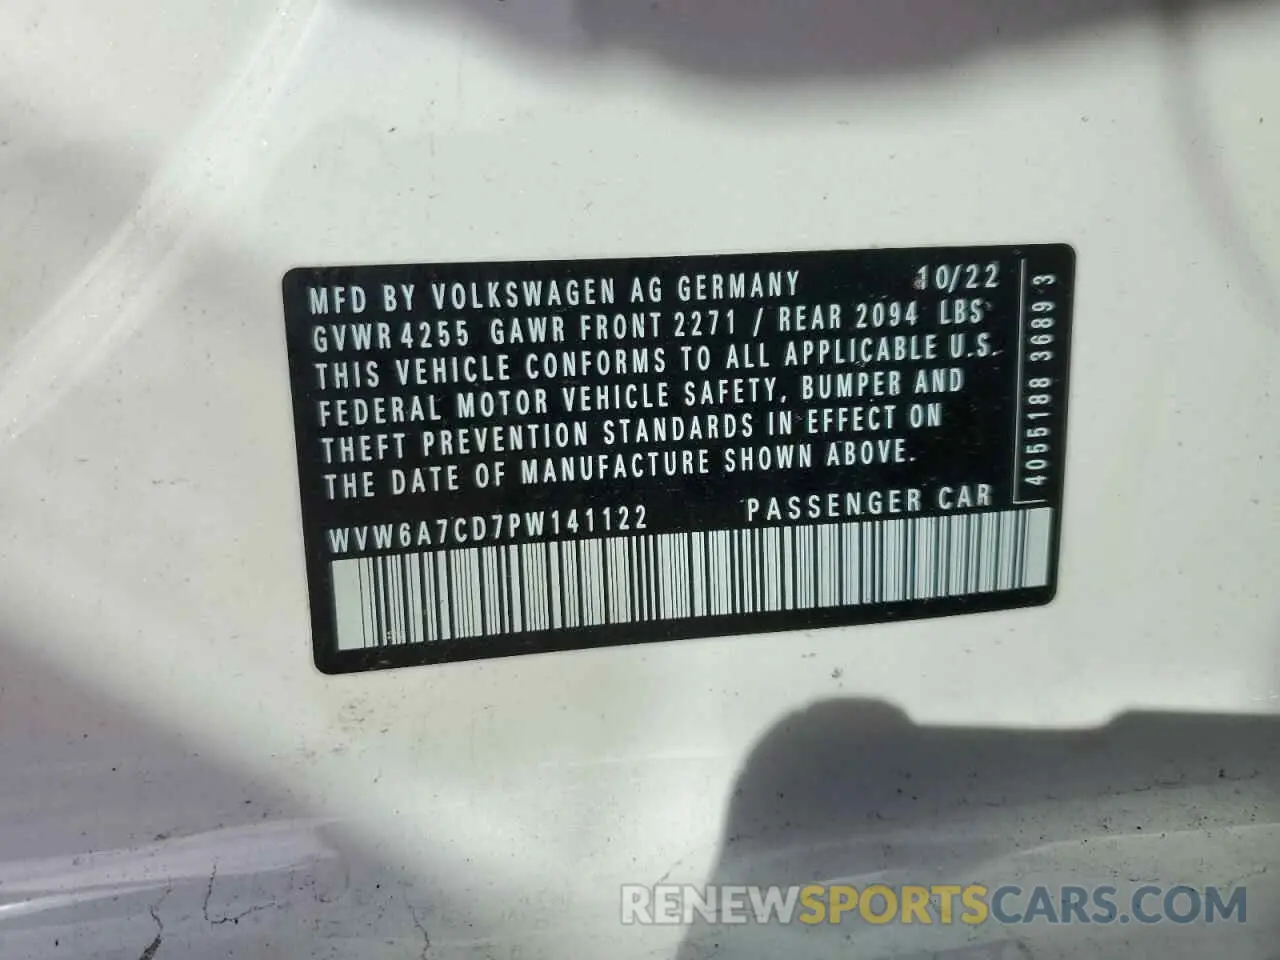 MFD BY VOLKSWAGEN AG GERMANY 10/22
GVWR 4255 GAWR FRONT 2271 / REAR 2094 LBS
THIS VEHICLE CONFORMS TO ALL APPLICABLE U.S.
FEDERAL MOTOR VEHICLE SAFETY, BUMPER AND
THEFT PREVENTION STANDARDS IN EFFECT ON
THE DATE OF MANUFACTURE SHOWN ABOVE.
WVW6A7CD7PW141122 PASSENGER CAR
4055188 3689 3
RENEWSPORTSCARS.COM